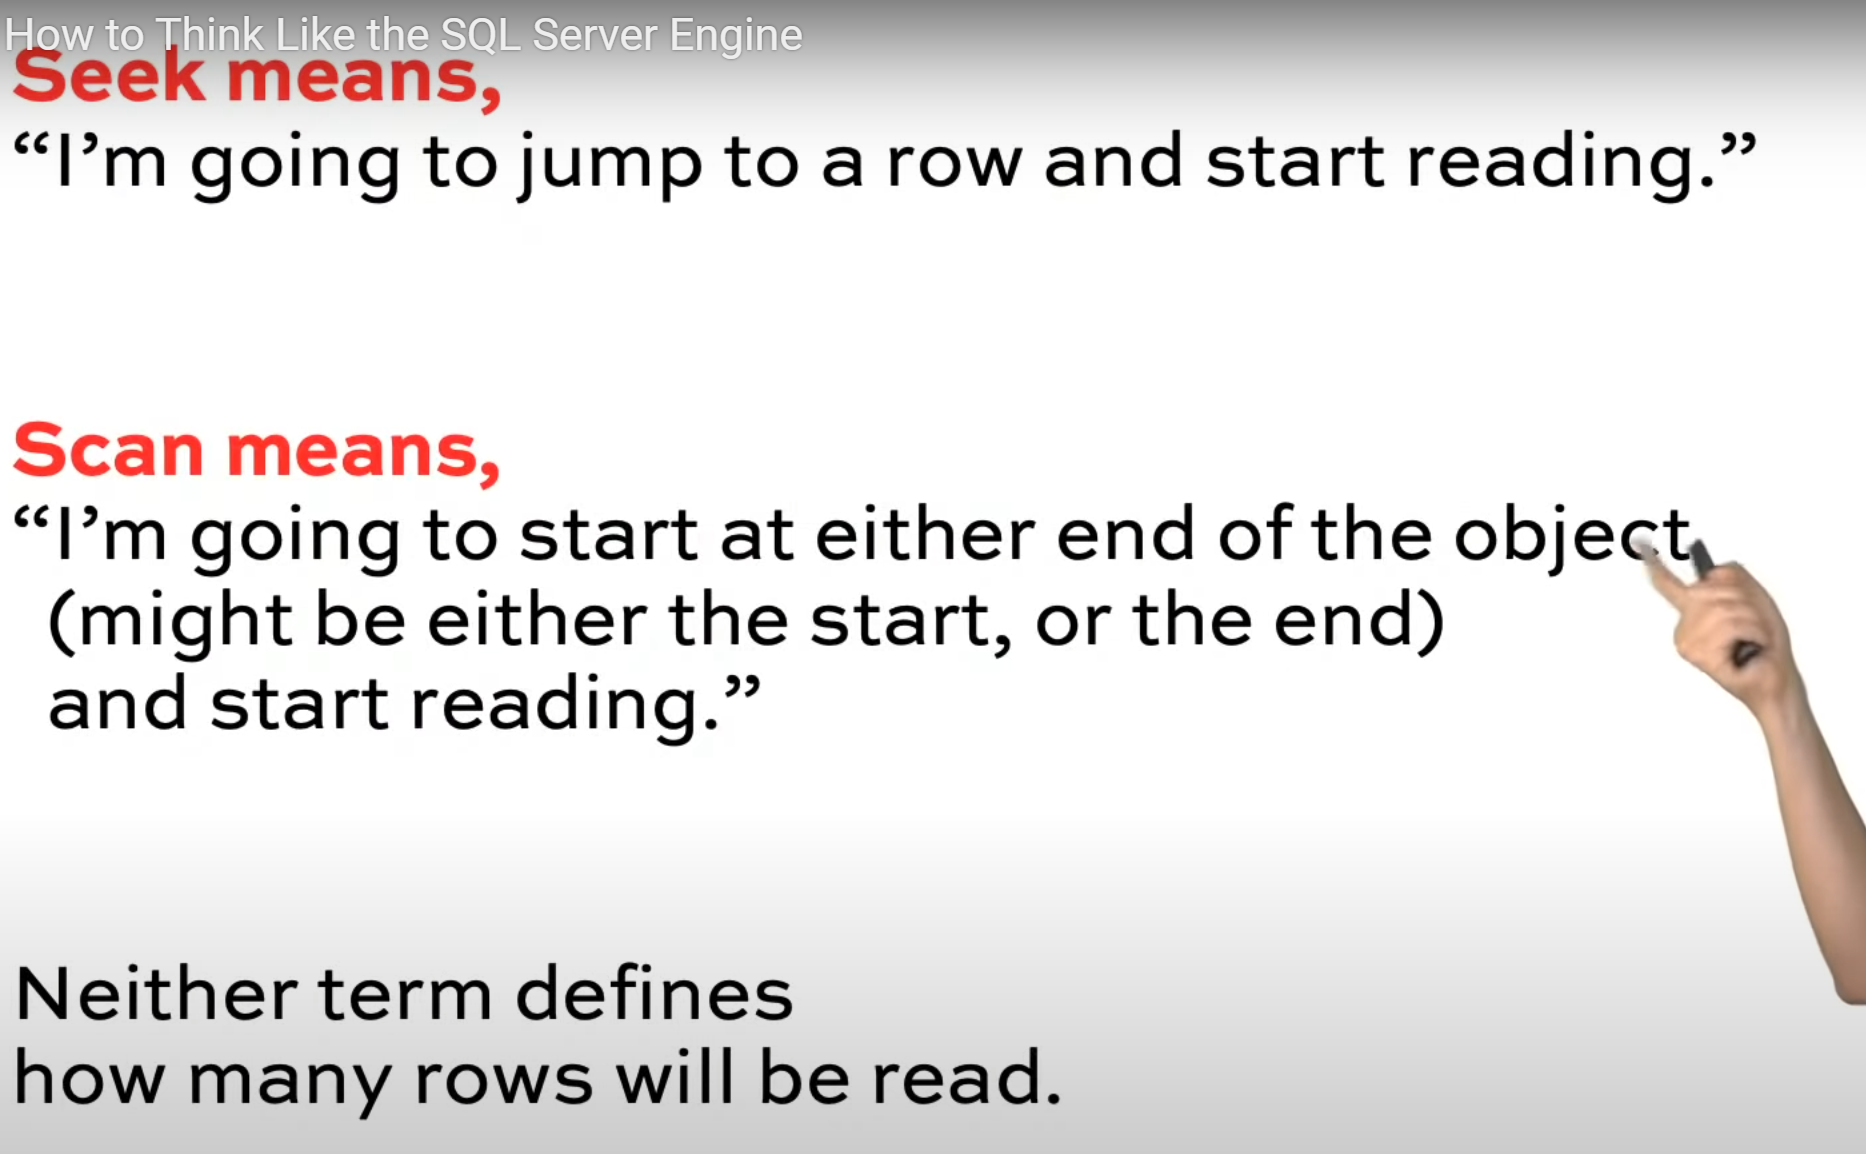 How to Think Like the SQL Server Engine
Seek means,
“I’m going to jump to a row and start reading.”
Scan means,
“I’m going to start at either end of the object
(might be either the start, or the end)
and start reading.”
Neither term defines
how many rows will be read.